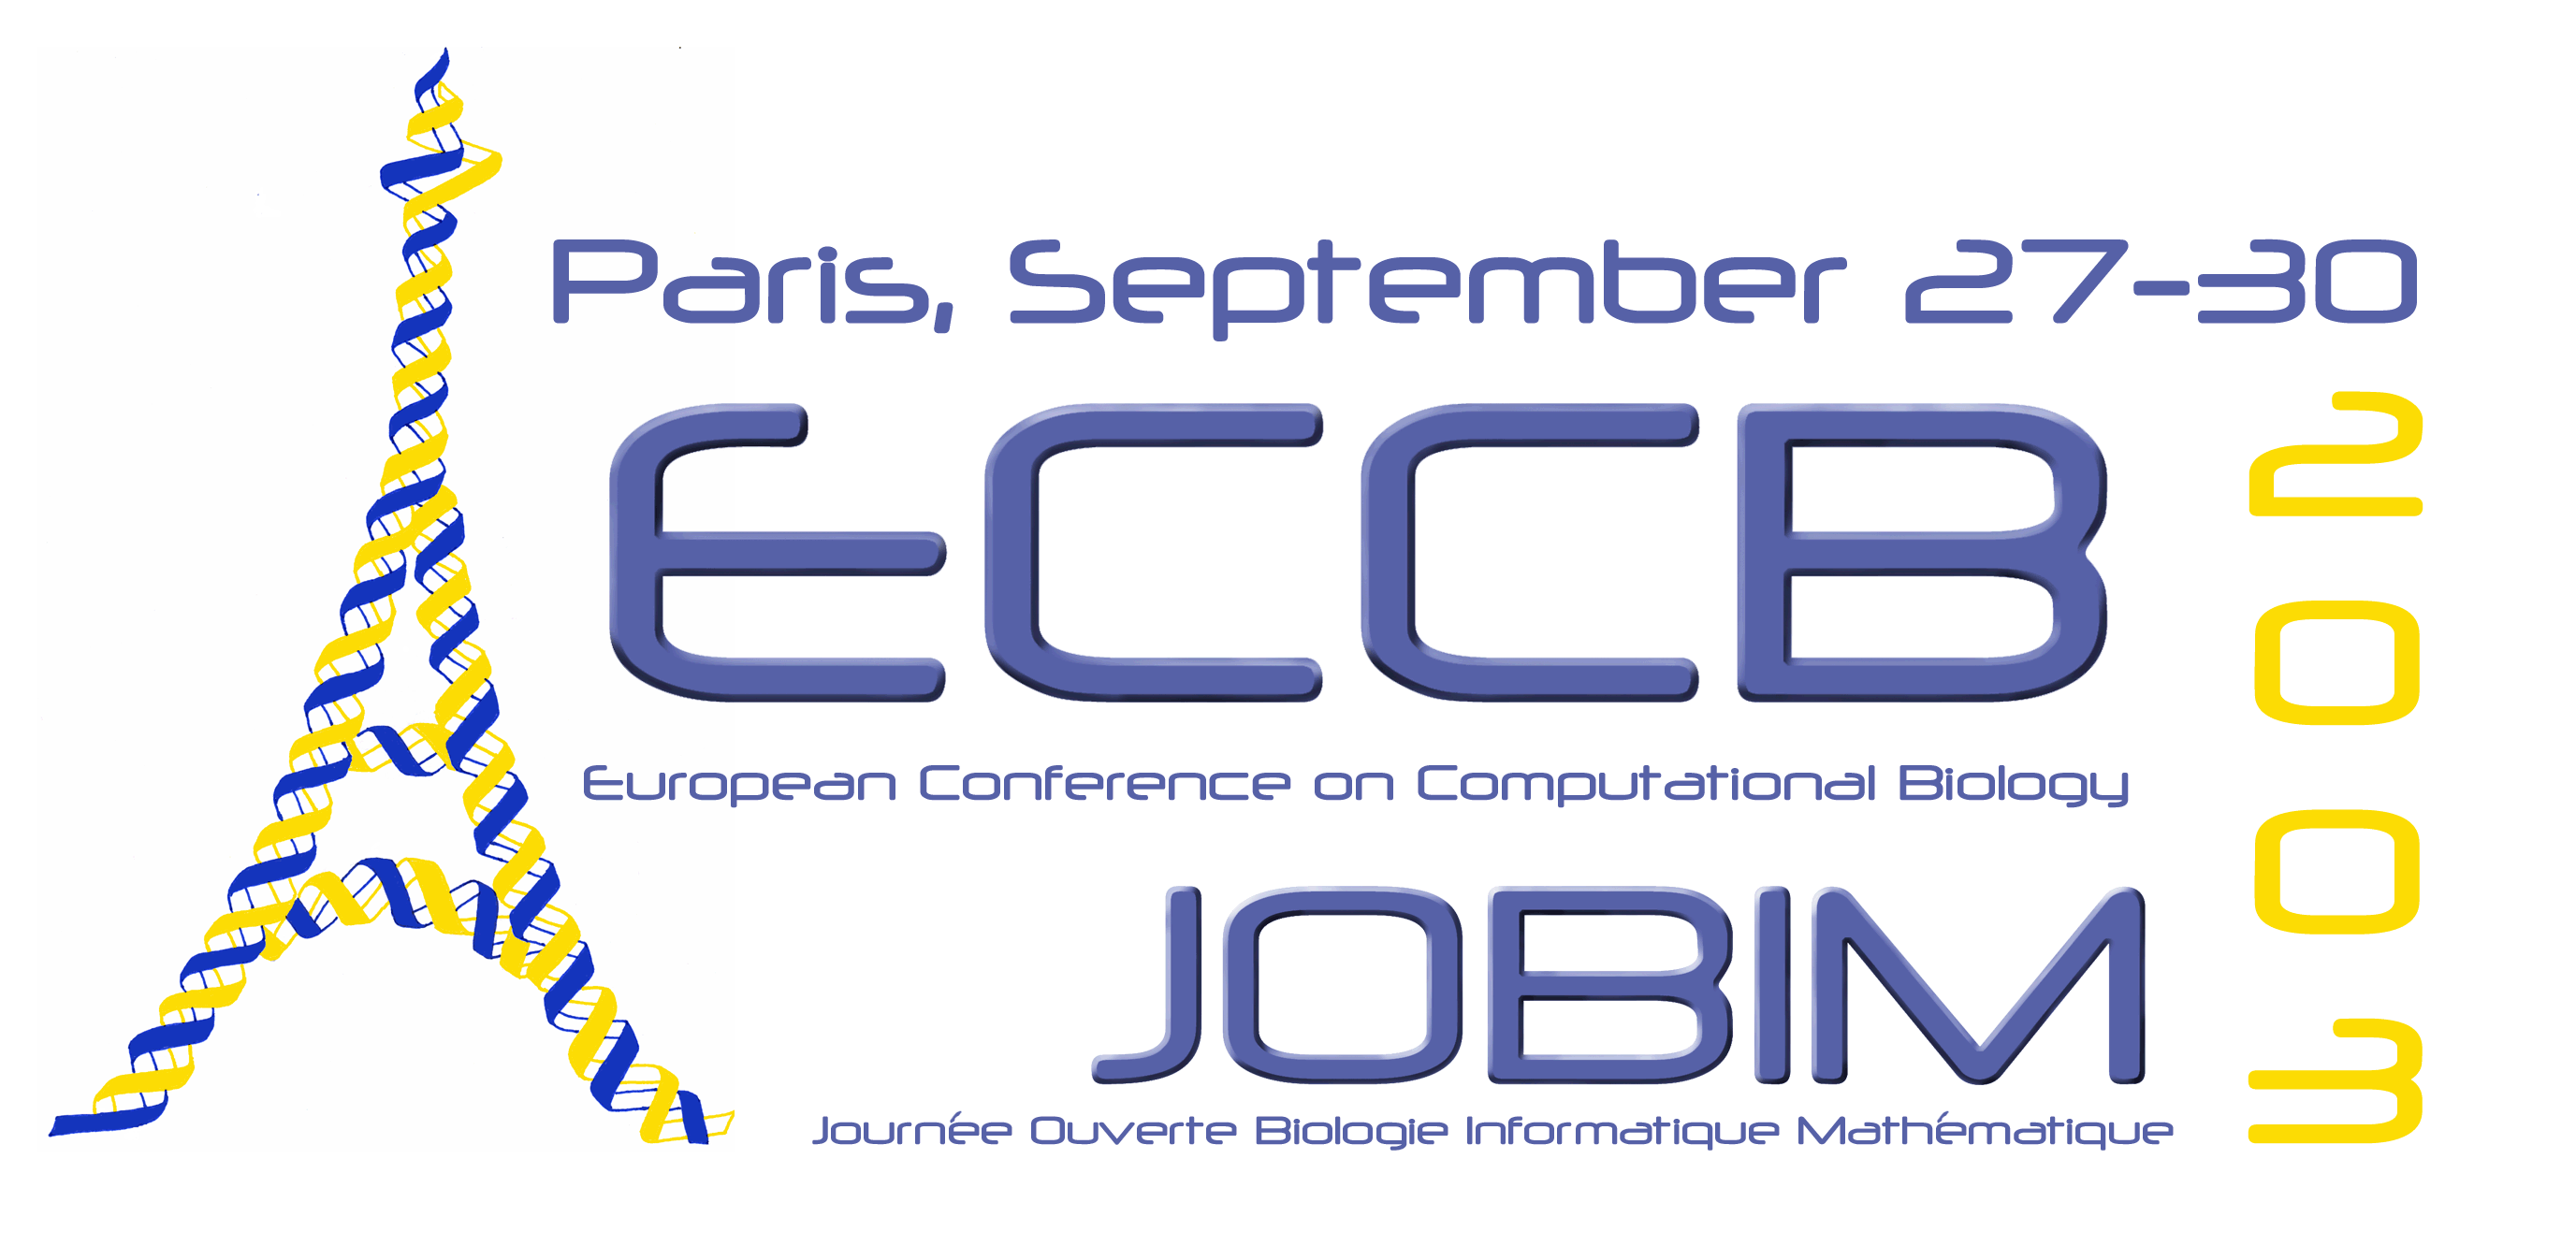 Paris, September 27-30
ECCB
European Conference on Computational Biology
JOBIM
Journée Ouverte Biologie Informatique Mathématique
2003